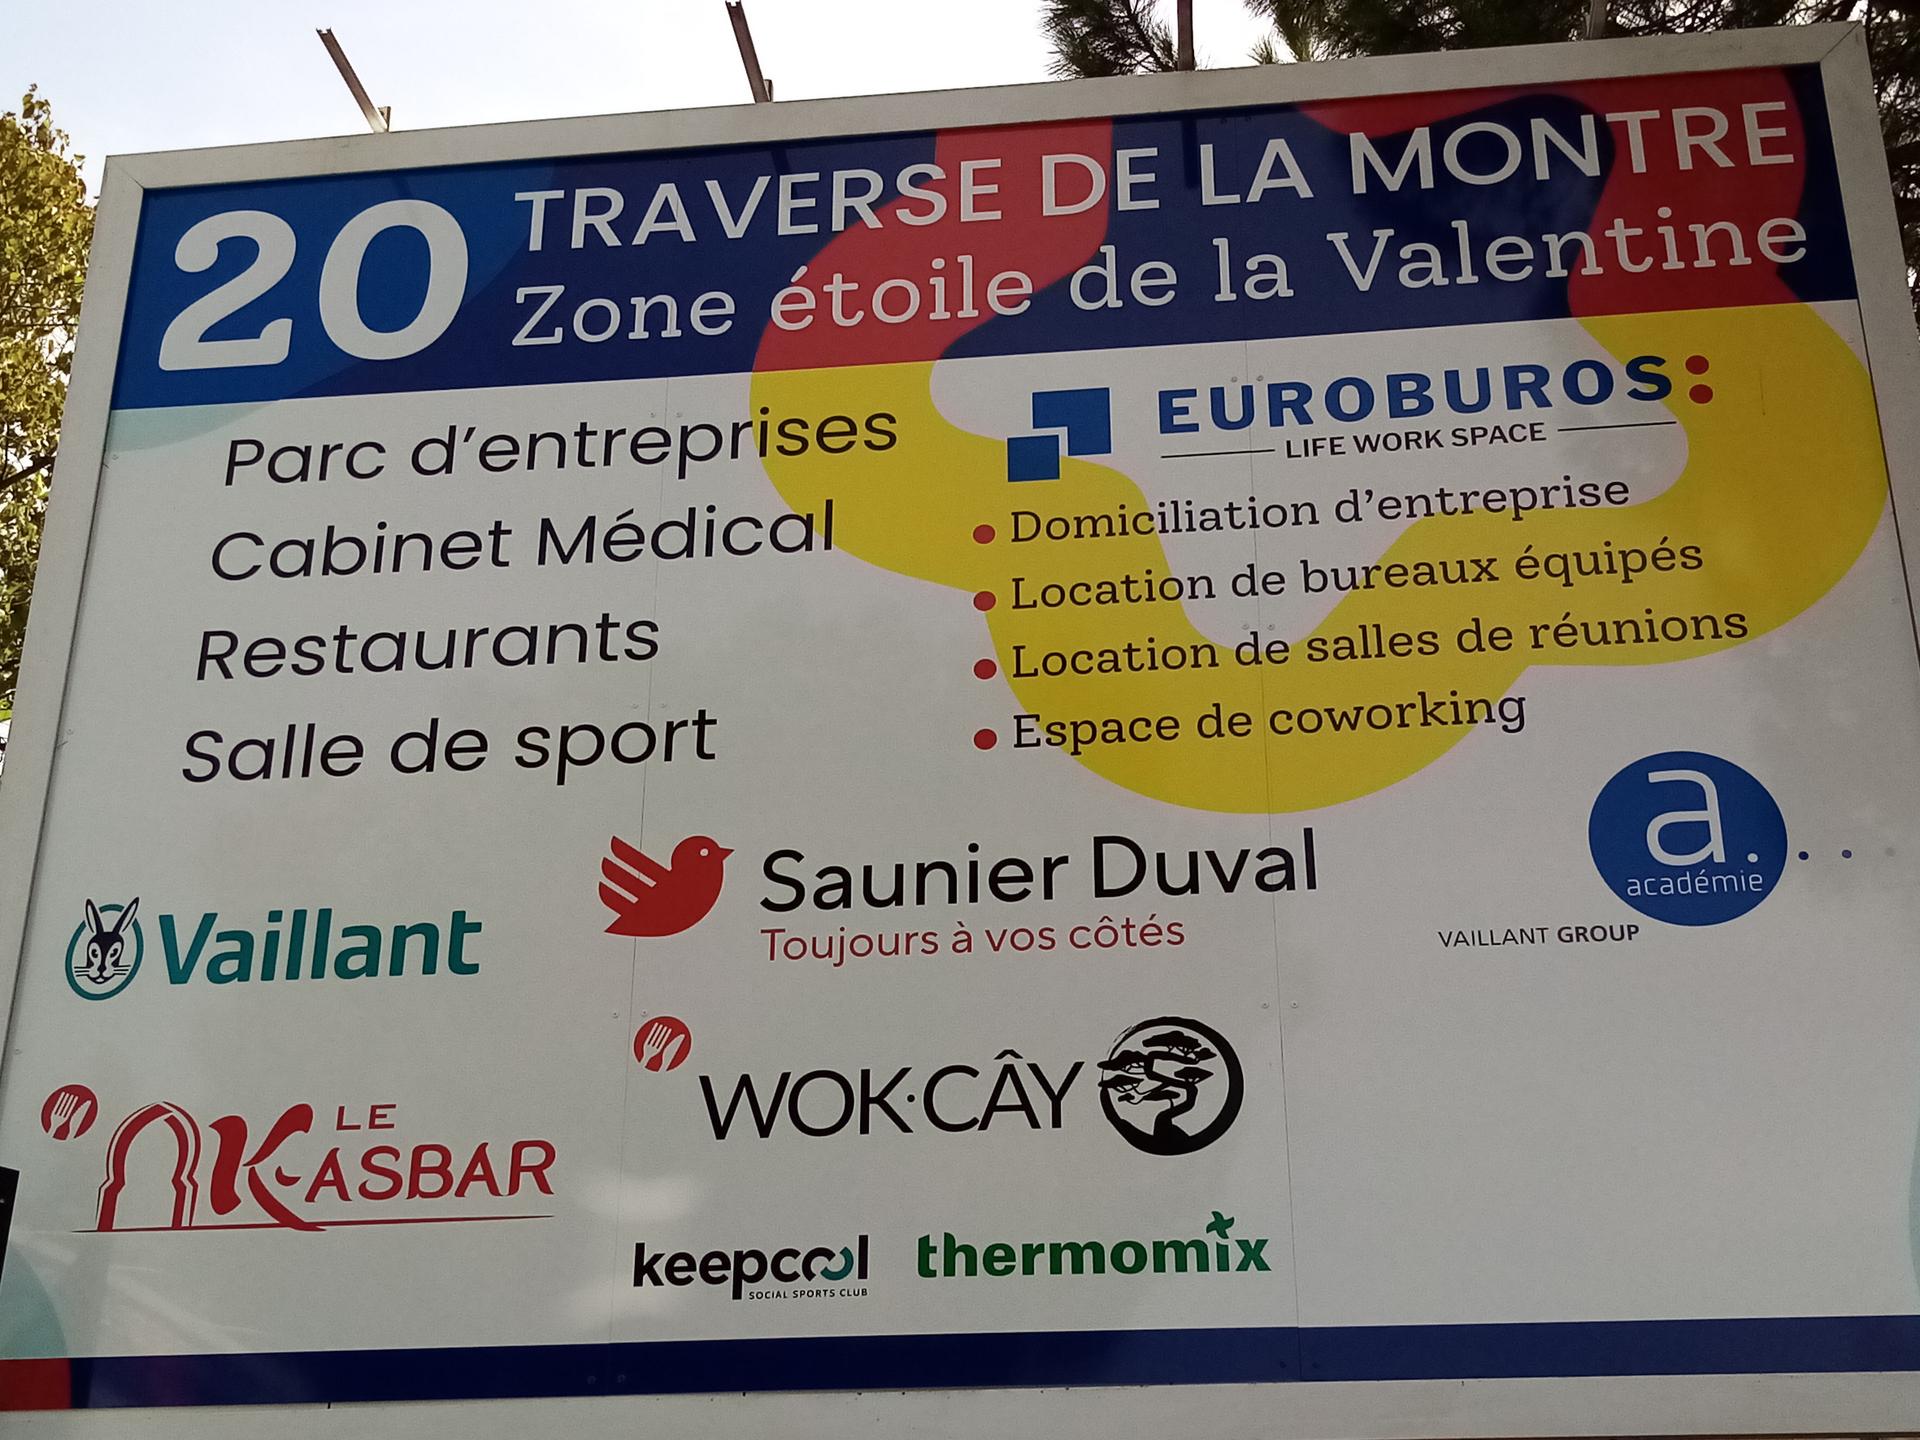 20
TRAVERSE DE LA MONTRE
Zone étoile de la Valentine
Parc d'entreprises
Cabinet Médical
Restaurants
Salle de sport
EUROBUROS:
LIFE WORK SPACE
• Domiciliation d'entreprise
• Location de bureaux équipés
• Location de salles de réunions
• Espace de coworking
Vaillant
Saunier Duval
Toujours à vos côtés
a.
académie
VAILLANT GROUP
LE
KASBAR
WOK·CÂY
keepcool
SOCIAL SPORTS CLUB
thermomix